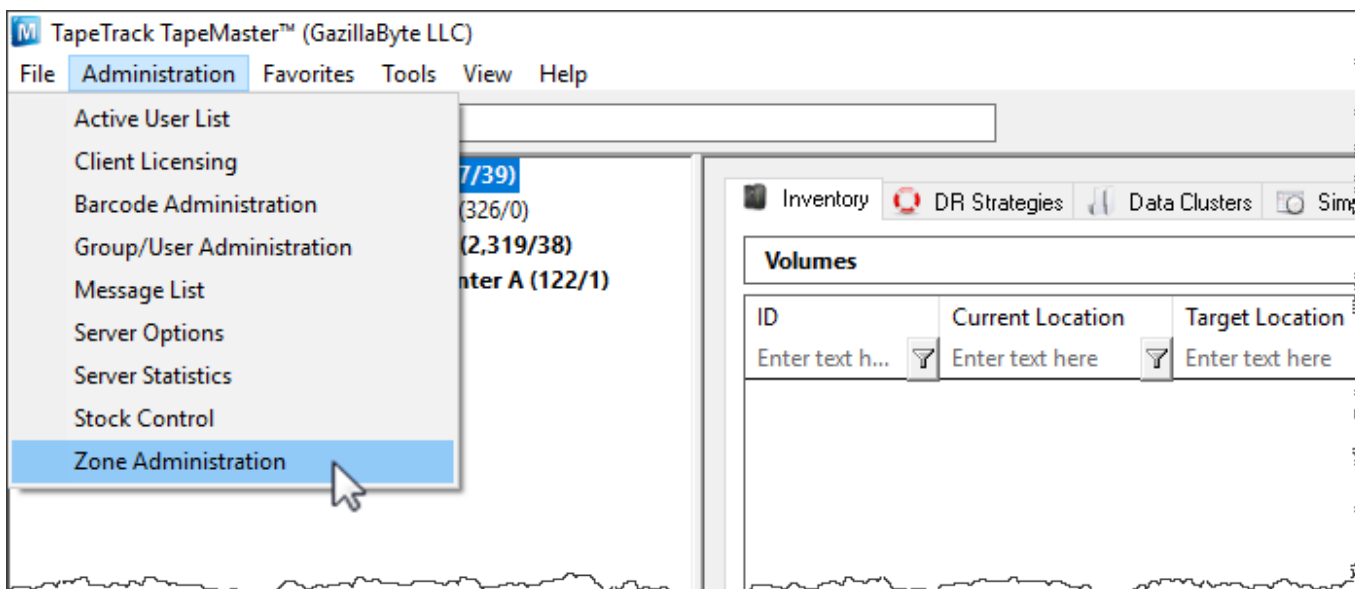 TapeTrack TapeMaster™ (GazillaByte LLC)
File Administration Favorites Tools View Help
Active User List
Client Licensing
Barcode Administration
Group/User Administration
Message List
Server Options
Server Statistics
Stock Control
Zone Administration
7/39)
(326/0)
(2,319/38)
nter A (122/1)
Inventory DR Strategies Data Clusters
Volumes
ID Current Location Target Location
Enter text h... Enter text here Enter text here